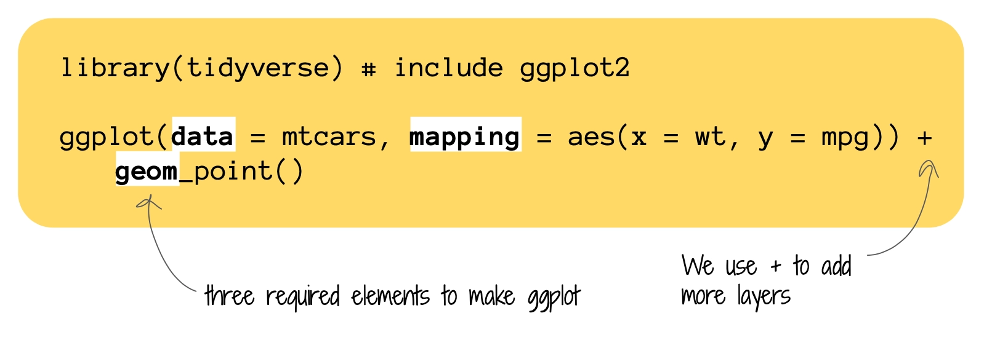 library(tidyverse) # include ggplot2
ggplot(data = mtcars, mapping = aes(x = wt, y = mpg)) +
geom_point()
We use + to add
more layers
three required elements to make ggplot